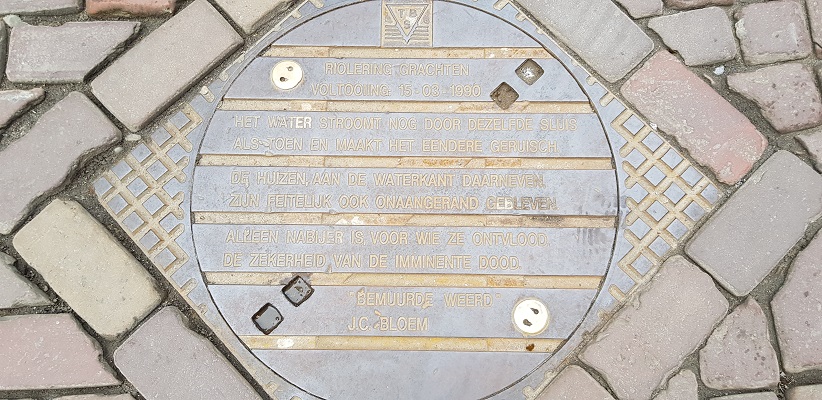 TBS
RIOLERING GRACHTEN
VOLTOOIING 15-03-1990
HET WATER STROOMT NOG DOOR DEZELFDE SLUIS
ALS TOEN EN MAAKT HET EENDERE GERUISCH.
DE HUIZEN, AAN DE WATERKANT DAARNEVEN
ZIJN FEITELIJK OOK ONAANGERAND GEBLEVEN.
ALLEEN NABIJER IS, VOOR WIE ZE ONTVLOOD,
DE ZEKERHEID, VAN DE IMMINENTE DOOD.
"BEMUURDE WEERD"
J.C. BLOEM